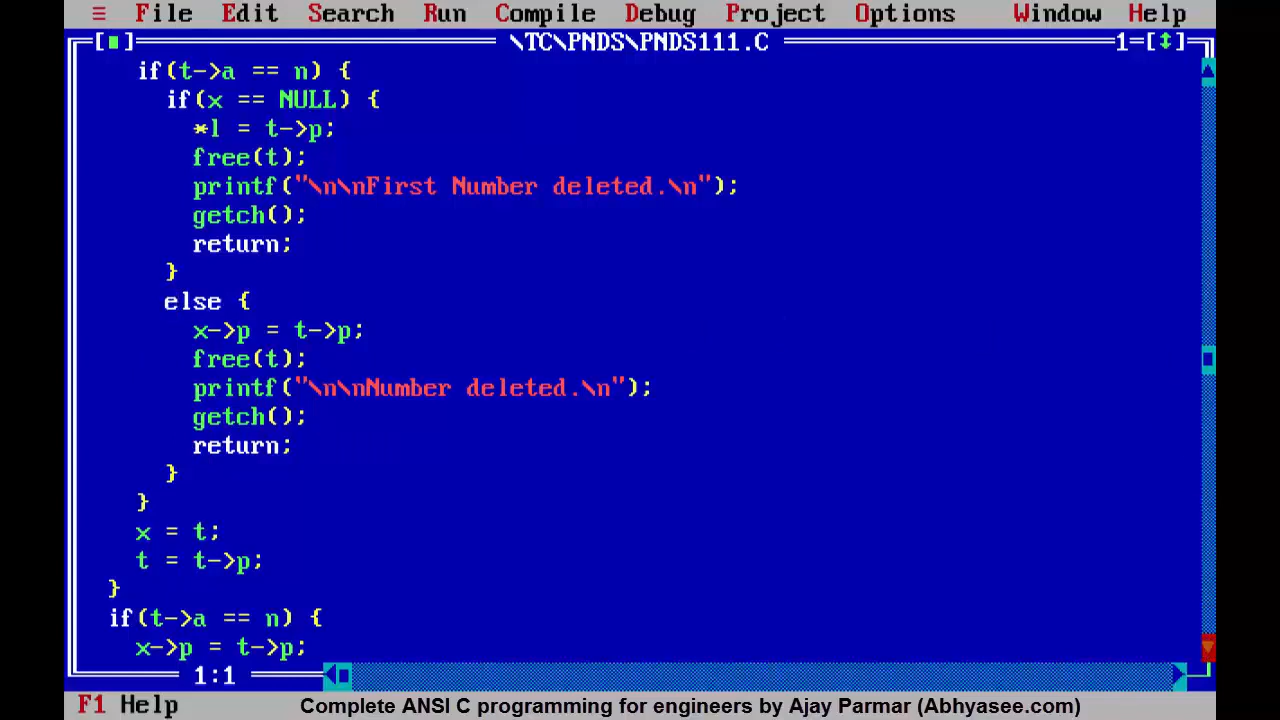 ≡ File Edit Search Run Compile Debug Project Options Window Help
[■] \TC\PNDS\PNDS111.C 1=[↕]
if(t->a == n) {
if(x == NULL) {
*l = t->p;
free(t);
printf("\n\nFirst Number deleted.\n");
getch();
return;
}
else {
x->p = t->p;
free(t);
printf("\n\nNumber deleted.\n");
getch();
return;
}
}
x = t;
t = t->p;
}
if(t->a == n) {
x->p = t->p;
1:1
F1 Help Complete ANSI C programming for engineers by Ajay Parmar (Abhyasee.com)